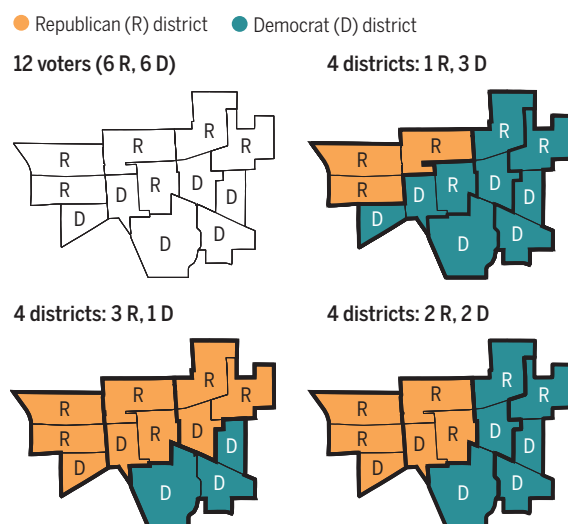 Republican (R) district
Democrat (D) district
12 voters (6 R, 6 D)
R
R R R
R D R D D
D D D
4 districts: 1 R, 3 D
R
R R R
R D R D D
D D D
4 districts: 3 R, 1 D
R
R R R
R D R D D
D D D
4 districts: 2 R, 2 D
R
R R R
R D R D D
D D D